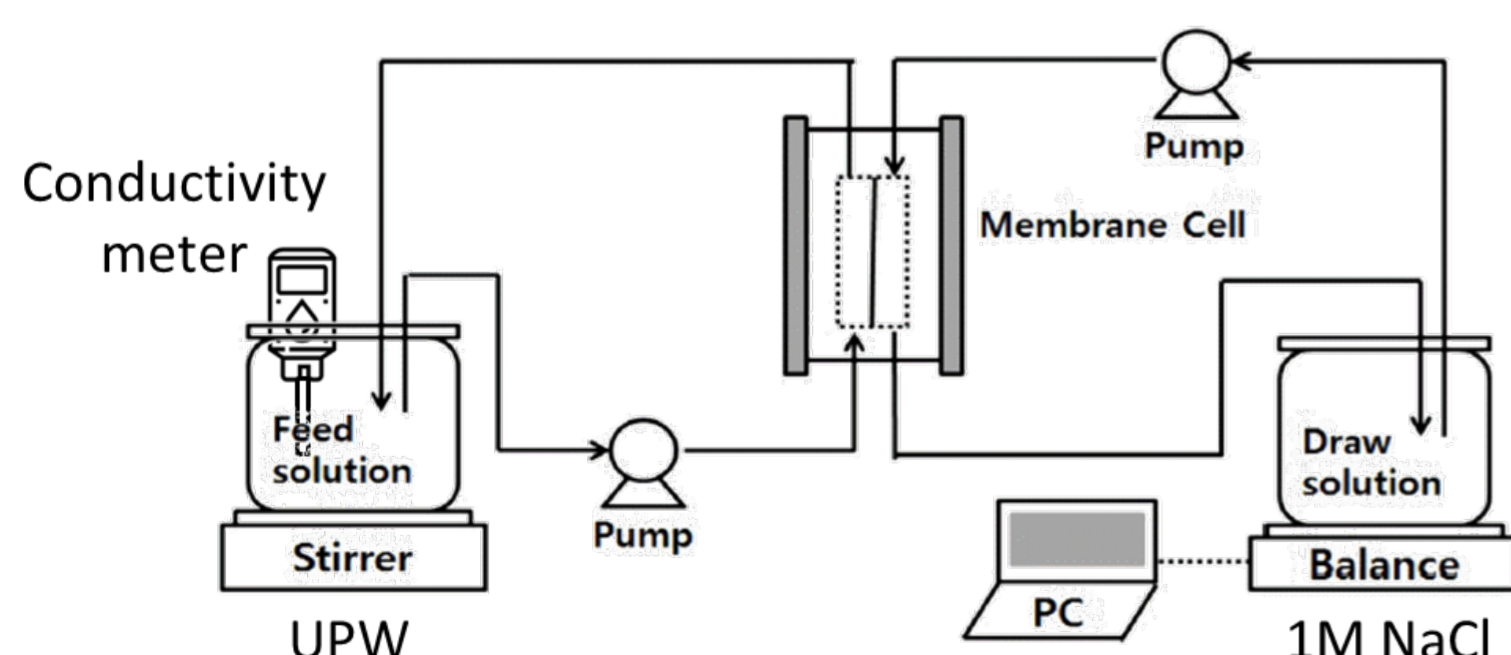 Pump
Conductivity
meter
Membrane Cell
Feed
solution
Draw
solution
Pump
Stirrer
Balance
PC
UPW
1M NaCl